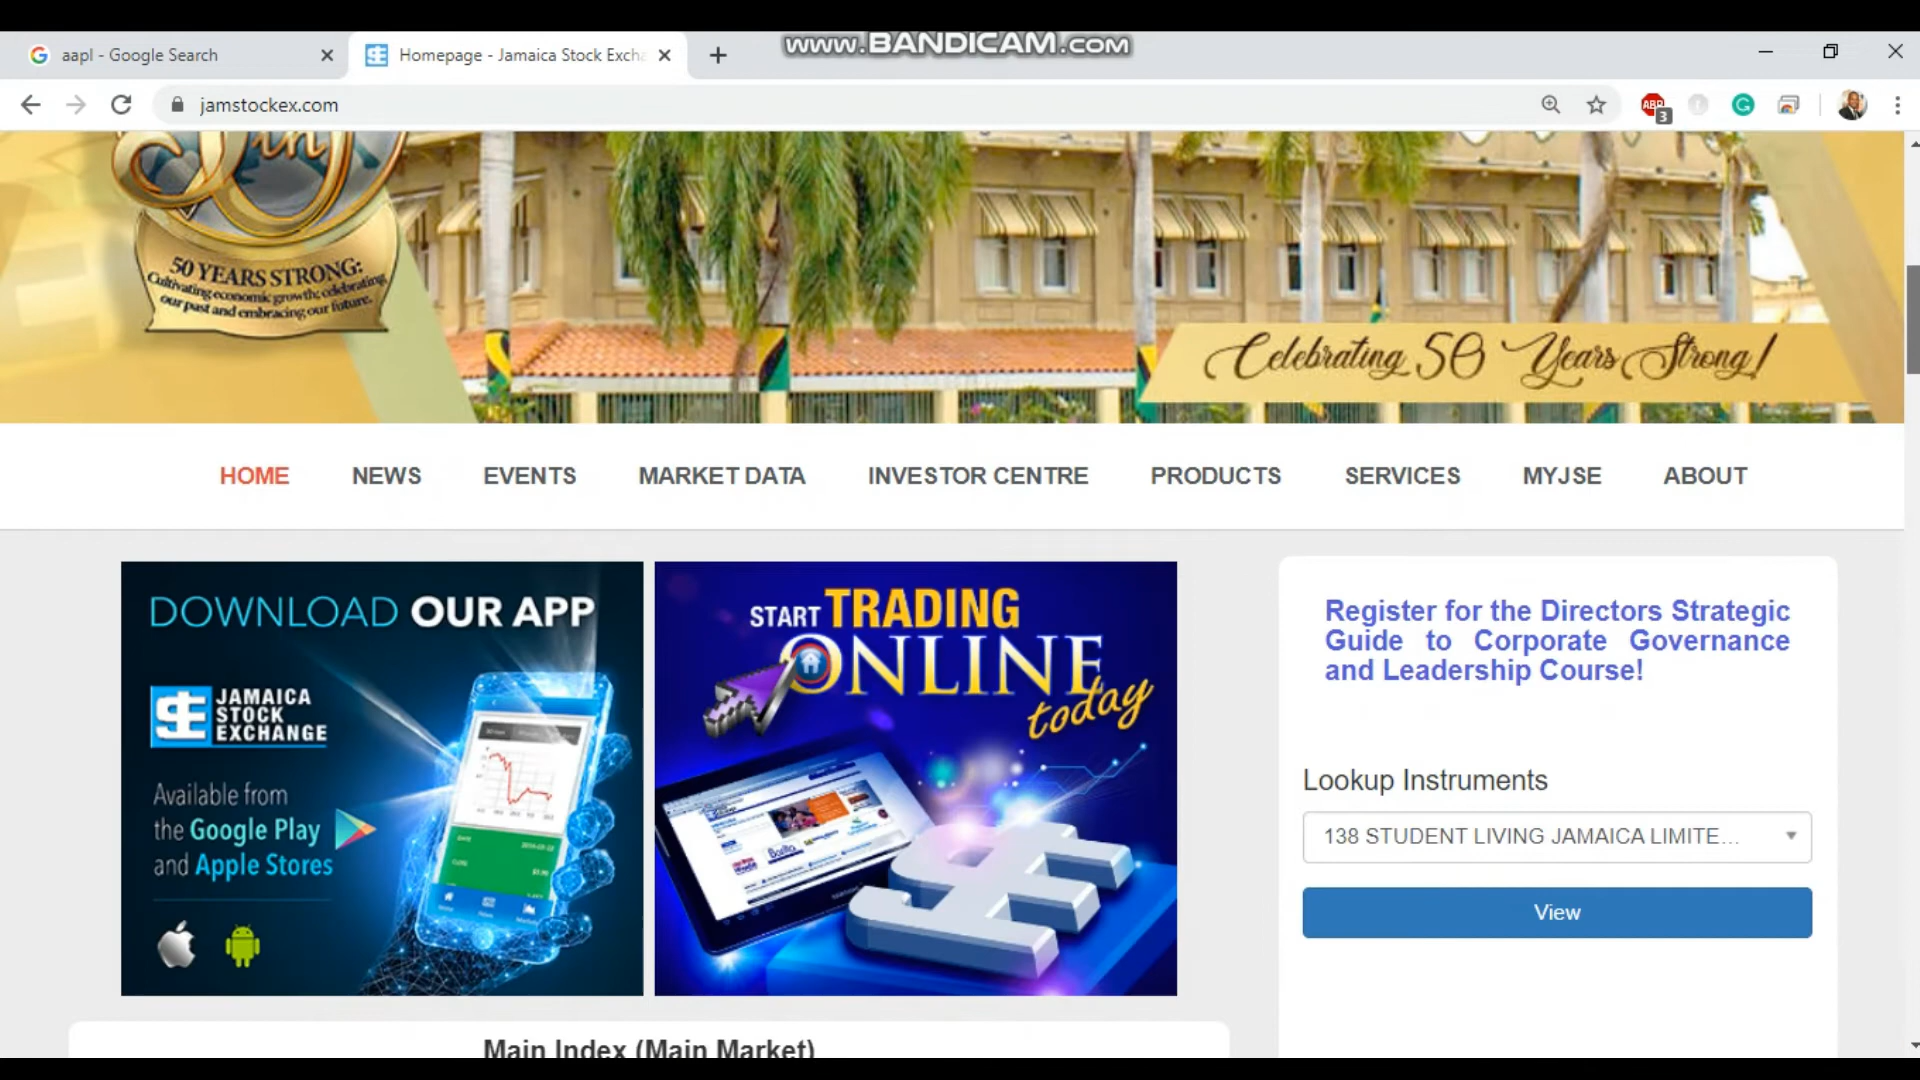 www.BANDICAM.com
aapl - Google Search
Homepage - Jamaica Stock Excha
jamstockex.com
ABP
3
50 YEARS STRONG:
Cultivating economic growth; celebrating
our past and embracing our future.
Celebrating 50 Years Strong!
HOME
NEWS
EVENTS
MARKET DATA
INVESTOR CENTRE
PRODUCTS
SERVICES
MYJSE
ABOUT
DOWNLOAD OUR APP
JAMAICA
STOCK
EXCHANGE
Available from
the Google Play
and Apple Stores
START TRADING
ONLINE
today
Register for the Directors Strategic
Guide to Corporate Governance
and Leadership Course!
Lookup Instruments
138 STUDENT LIVING JAMAICA LIMITE...
View
Main Index (Main Market)